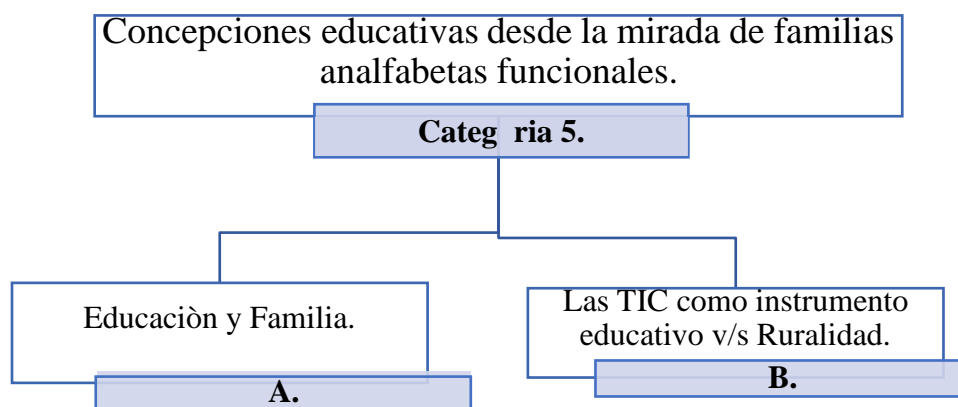 Concepciones educativas desde la mirada de familias
analfabetas funcionales.
Categ ria 5.
Educaciòn y Familia.
A.
Las TIC como instrumento
educativo v/s Ruralidad.
B.